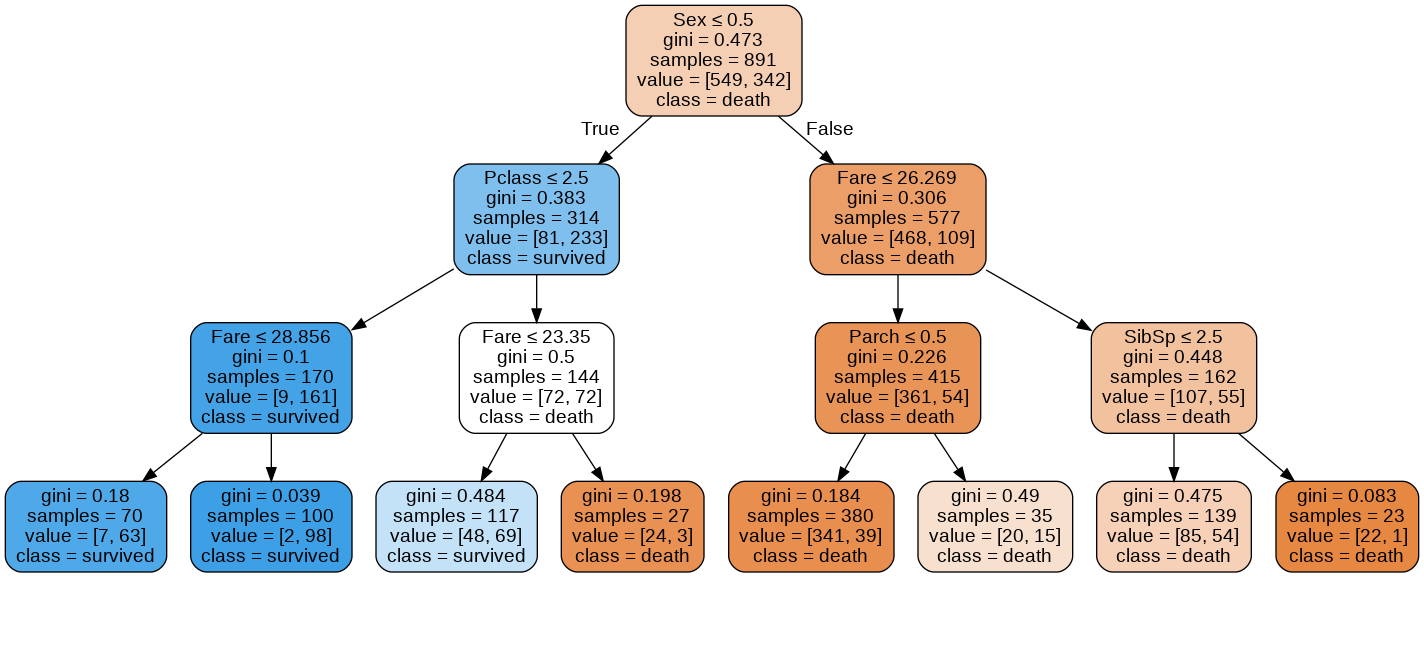 Sex ≤ 0.5
gini = 0.473
samples = 891
value = [549, 342]
class = death
True
False
Pclass ≤ 2.5
gini = 0.383
samples = 314
value = [81, 233]
class = survived
Fare ≤ 26.269
gini = 0.306
samples = 577
value = [468, 109]
class = death
Fare ≤ 28.856
gini = 0.1
samples = 170
value = [9, 161]
class = survived
Fare ≤ 23.35
gini = 0.5
samples = 144
value = [72, 72]
class = death
Parch ≤ 0.5
gini = 0.226
samples = 415
value = [361, 54]
class = death
SibSp ≤ 2.5
gini = 0.448
samples = 162
value = [107, 55]
class = death
gini = 0.18
samples = 70
value = [7, 63]
class = survived
gini = 0.039
samples = 100
value = [2, 98]
class = survived
gini = 0.484
samples = 117
value = [48, 69]
class = survived
gini = 0.198
samples = 27
value = [24, 3]
class = death
gini = 0.184
samples = 380
value = [341, 39]
class = death
gini = 0.49
samples = 35
value = [20, 15]
class = death
gini = 0.475
samples = 139
value = [85, 54]
class = death
gini = 0.083
samples = 23
value = [22, 1]
class = death